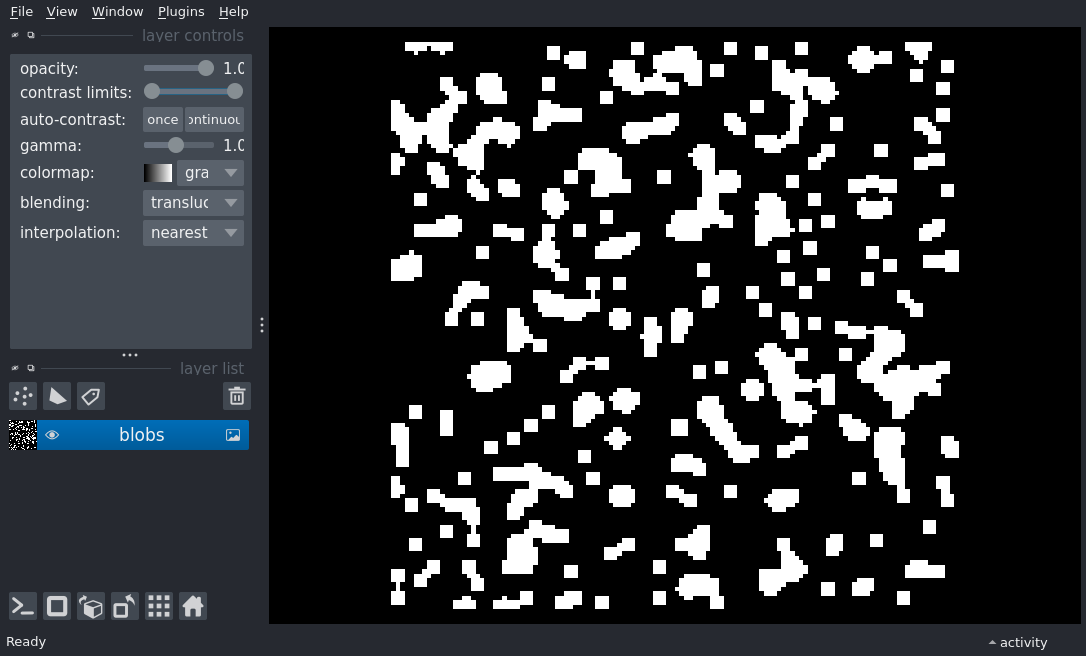 File View Window Plugins Help
layer controls
opacity: 1.0
contrast limits:
auto-contrast: once ontinuou
gamma: 1.0
colormap: gra
blending: transluc
interpolation: nearest
layer list
blobs
Ready
activity